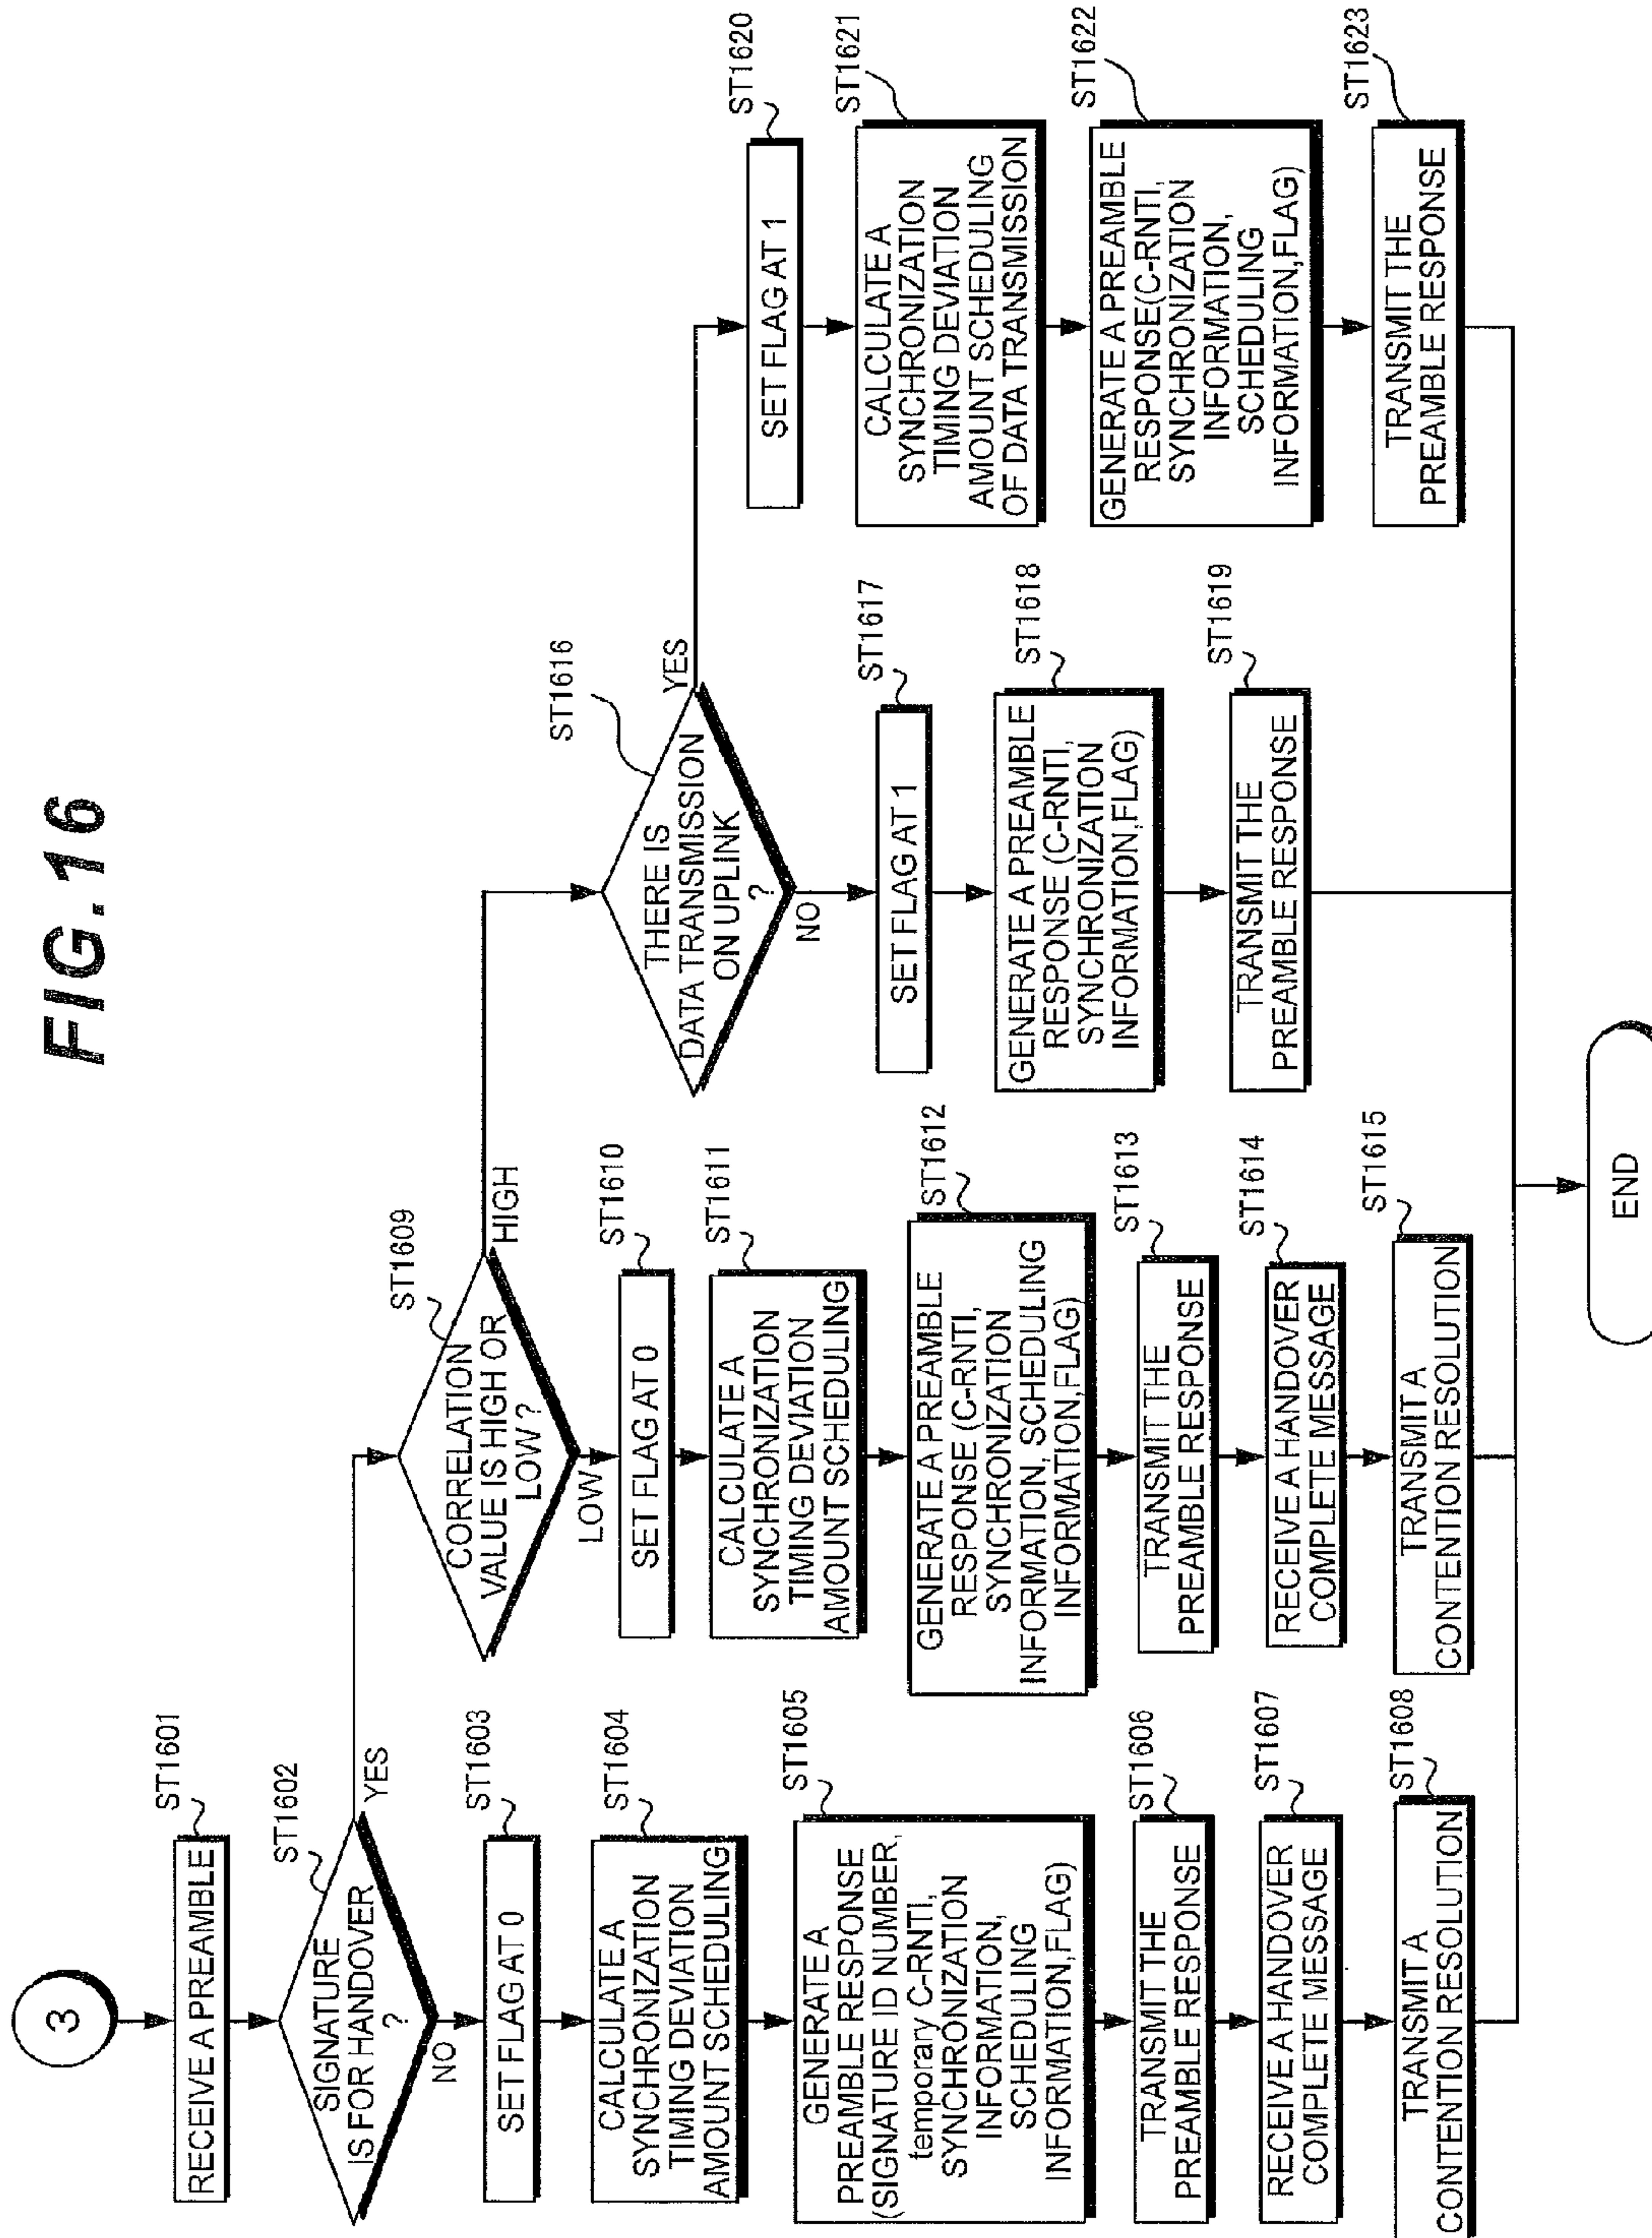 FIG.16
3
RECEIVE A PREAMBLE
ST1601
SIGNATURE
IS FOR HANDOVER
?
ST1602
YES
NO
SET FLAG AT 0
ST1603
CALCULATE A
SYNCHRONIZATION
TIMING DEVIATION
AMOUNT SCHEDULING
ST1604
GENERATE A
PREAMBLE RESPONSE
(SIGNATURE ID NUMBER,
temporary C-RNTI,
SYNCHRONIZATION
INFORMATION,
SCHEDULING
INFORMATION,FLAG)
ST1605
TRANSMIT THE
PREAMBLE RESPONSE
ST1606
RECEIVE A HANDOVER
COMPLETE MESSAGE
ST1607
TRANSMIT A
CONTENTION RESOLUTION
ST1608
CORRELATION
VALUE IS HIGH OR
LOW ?
ST1609
HIGH
LOW
SET FLAG AT 0
ST1610
CALCULATE A
SYNCHRONIZATION
TIMING DEVIATION
AMOUNT SCHEDULING
ST1611
GENERATE A PREAMBLE
RESPONSE (C-RNTI,
SYNCHRONIZATION
INFORMATION, SCHEDULING
INFORMATION,FLAG)
ST1612
TRANSMIT THE
PREAMBLE RESPONSE
ST1613
RECEIVE A HANDOVER
COMPLETE MESSAGE
ST1614
TRANSMIT A
CONTENTION RESOLUTION
ST1615
THERE IS
DATA TRANSMISSION
ON UPLINK
?
ST1616
YES
NO
SET FLAG AT 1
ST1617
GENERATE A PREAMBLE
RESPONSE (C-RNTI,
SYNCHRONIZATION
INFORMATION,FLAG)
ST1618
TRANSMIT THE
PREAMBLE RESPONSE
ST1619
SET FLAG AT 1
ST1620
CALCULATE A
SYNCHRONIZATION
TIMING DEVIATION
AMOUNT SCHEDULING
OF DATA TRANSMISSION
ST1621
GENERATE A PREAMBLE
RESPONSE(C-RNTI,
SYNCHRONIZATION
INFORMATION,
SCHEDULING
INFORMATION,FLAG)
ST1622
TRANSMIT THE
PREAMBLE RESPONSE
ST1623
END